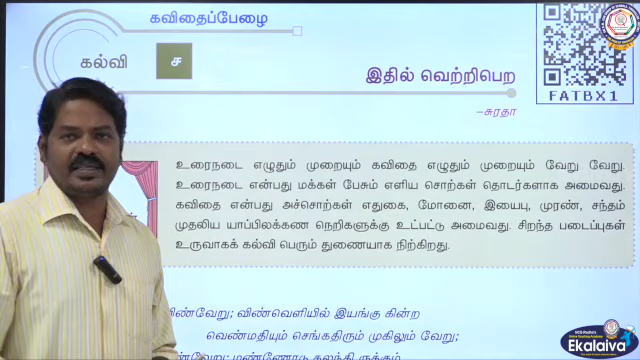 கவிதைப்பேழை
கல்வி
ச
இதில் வெற்றிபெற
–சுரதா
FATBX1
உரைநடை எழுதும் முறையும் கவிதை எழுதும் முறையும் வேறு வேறு.
உரைநடை என்பது மக்கள் பேசும் எளிய சொற்கள் தொடர்களாக அமைவது.
கவிதை என்பது அச்சொற்கள் எதுகை, மோனை, இயைபு, முரண், சந்தம்
முதலிய யாப்பிலக்கண நெறிகளுக்கு உட்பட்டு அமைவது. சிறந்த படைப்புகள்
உருவாகக் கல்வி பெரும் துணையாக நிற்கிறது.
விண்வேறு; விண்வெளியில் இயங்கு கின்ற
வெண்மதியும் செங்கதிரும் முகிலும் வேறு;
மண்ணோடு கலந்தி ருக்கும்
Ekalaiva